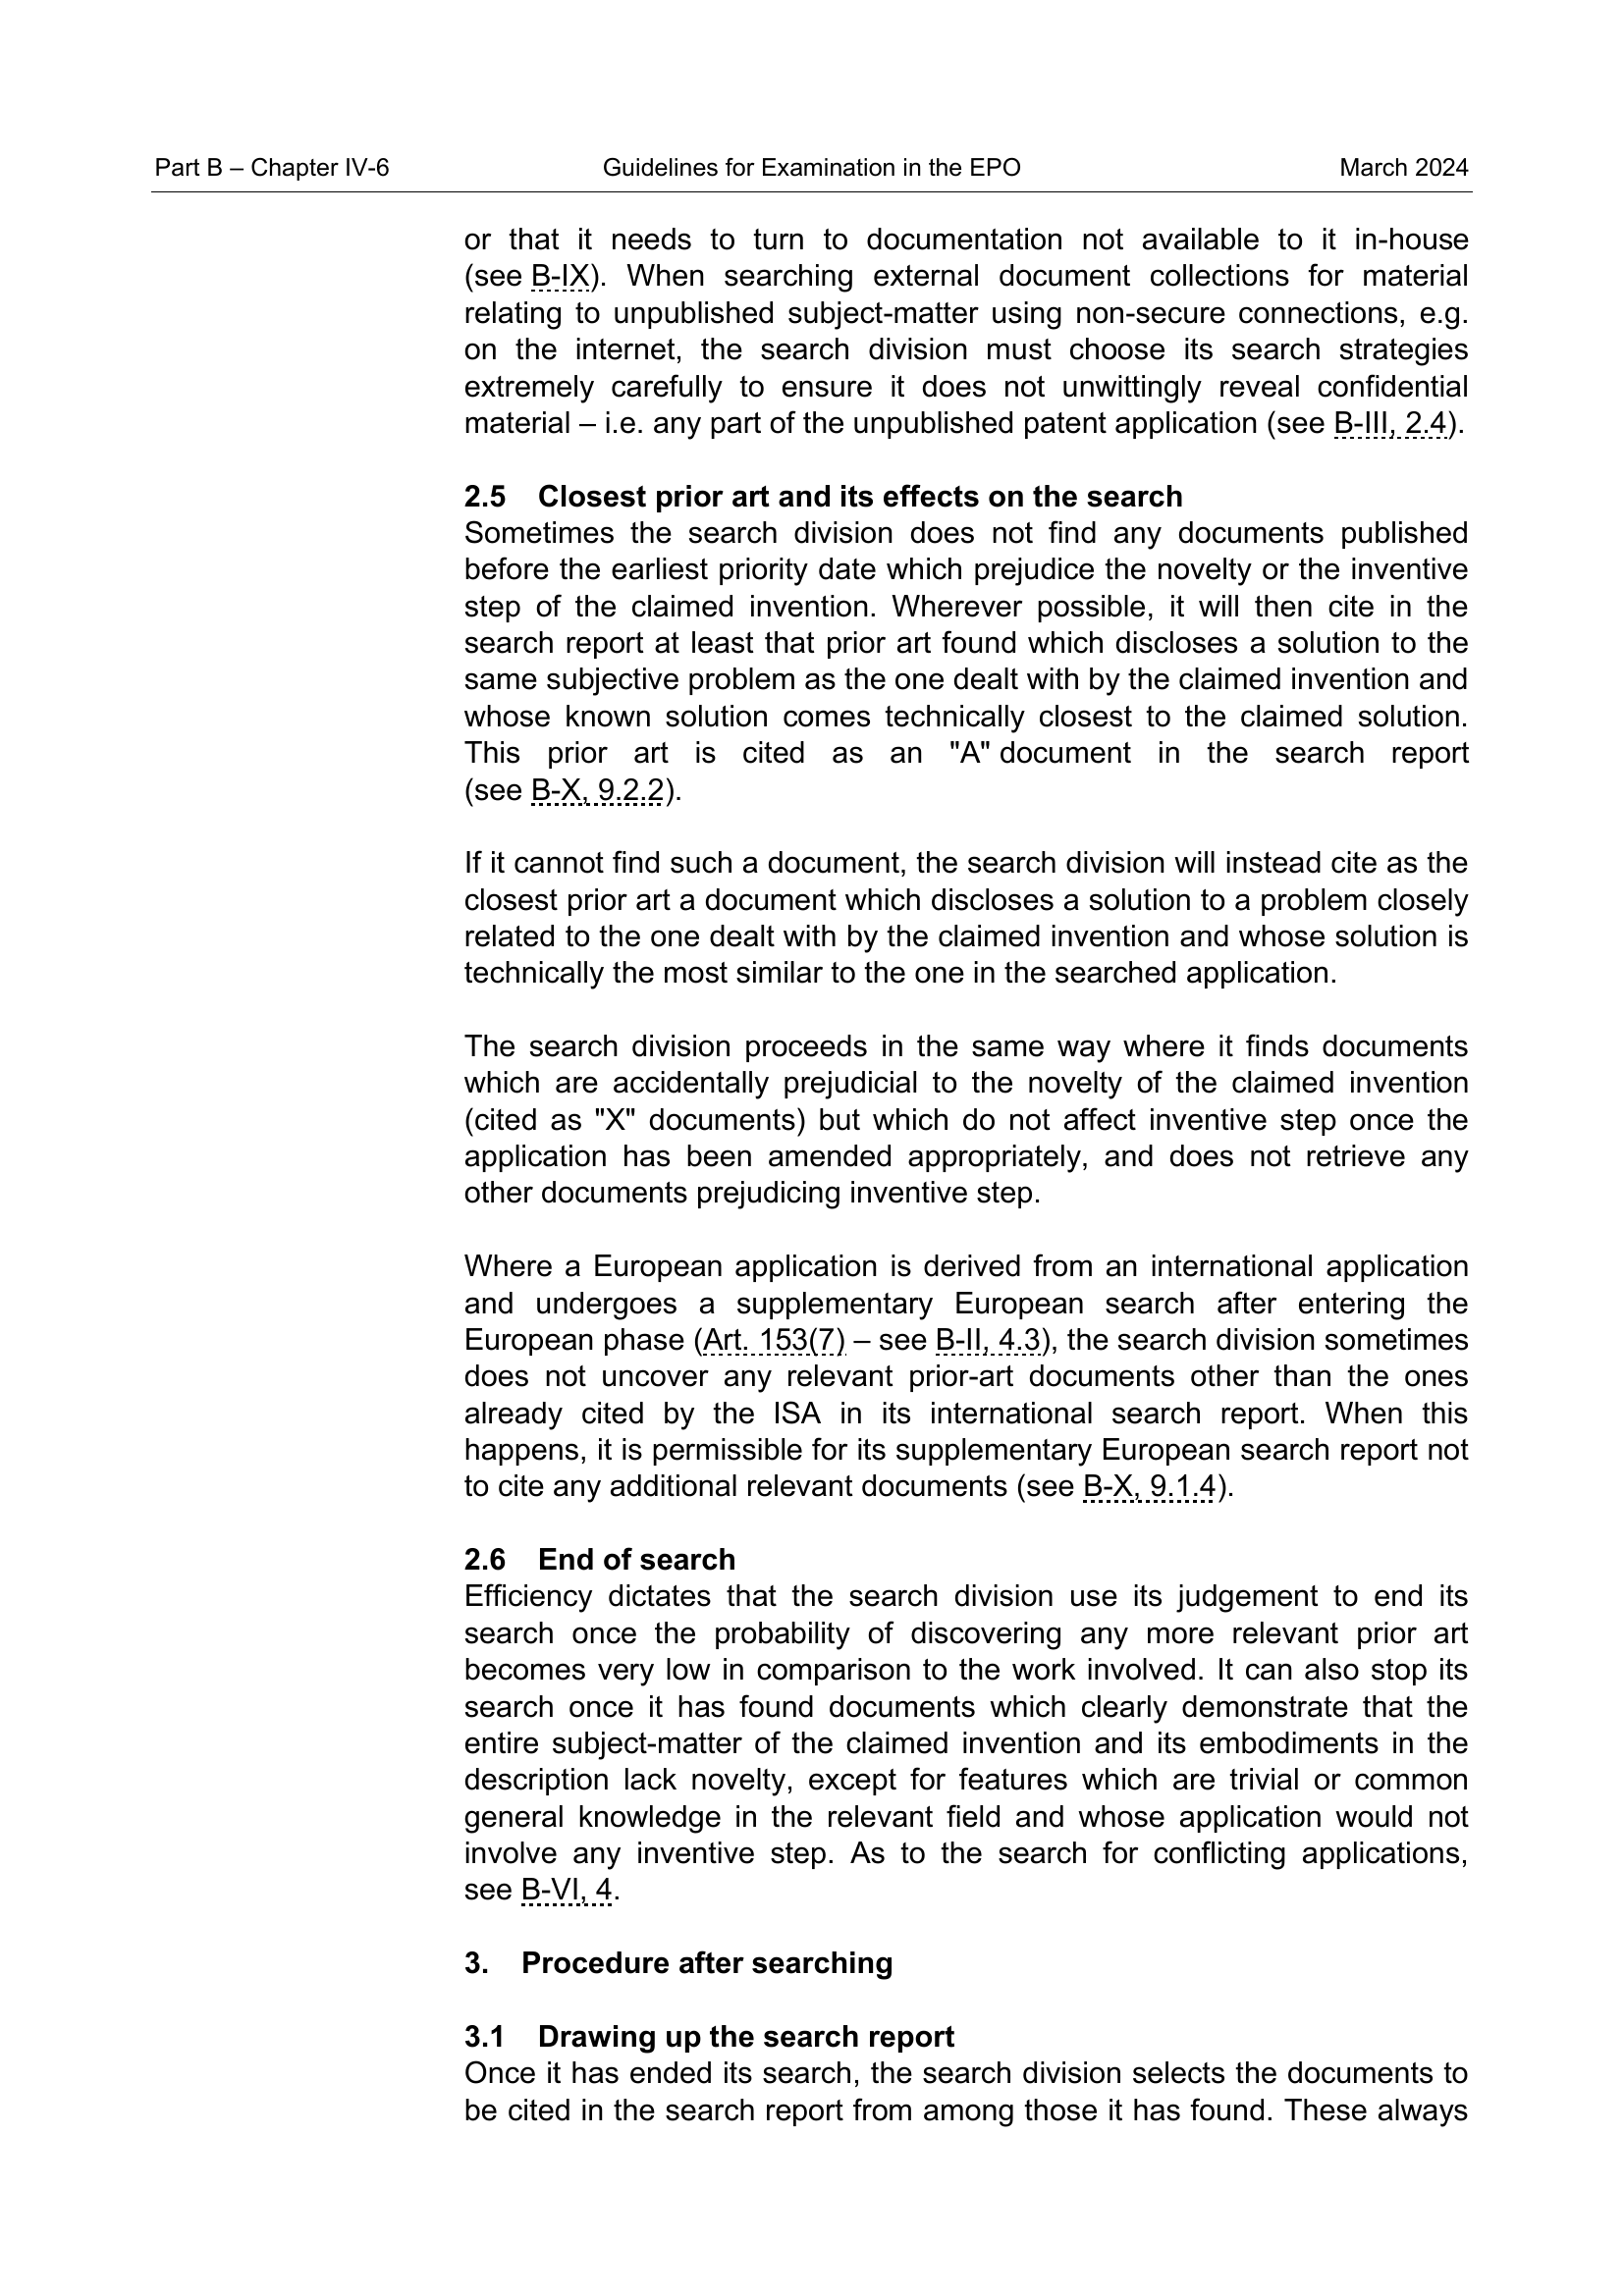 Part B – Chapter IV-6 Guidelines for Examination in the EPO March 2024
or that it needs to turn to documentation not available to it in-house
(see B-IX). When searching external document collections for material
relating to unpublished subject-matter using non-secure connections, e.g.
on the internet, the search division must choose its search strategies
extremely carefully to ensure it does not unwittingly reveal confidential
material – i.e. any part of the unpublished patent application (see B-III, 2.4).
2.5 Closest prior art and its effects on the search
Sometimes the search division does not find any documents published
before the earliest priority date which prejudice the novelty or the inventive
step of the claimed invention. Wherever possible, it will then cite in the
search report at least that prior art found which discloses a solution to the
same subjective problem as the one dealt with by the claimed invention and
whose known solution comes technically closest to the claimed solution.
This prior art is cited as an "A" document in the search report
(see B-X, 9.2.2).
If it cannot find such a document, the search division will instead cite as the
closest prior art a document which discloses a solution to a problem closely
related to the one dealt with by the claimed invention and whose solution is
technically the most similar to the one in the searched application.
The search division proceeds in the same way where it finds documents
which are accidentally prejudicial to the novelty of the claimed invention
(cited as "X" documents) but which do not affect inventive step once the
application has been amended appropriately, and does not retrieve any
other documents prejudicing inventive step.
Where a European application is derived from an international application
and undergoes a supplementary European search after entering the
European phase (Art. 153(7) – see B-II, 4.3), the search division sometimes
does not uncover any relevant prior-art documents other than the ones
already cited by the ISA in its international search report. When this
happens, it is permissible for its supplementary European search report not
to cite any additional relevant documents (see B-X, 9.1.4).
2.6 End of search
Efficiency dictates that the search division use its judgement to end its
search once the probability of discovering any more relevant prior art
becomes very low in comparison to the work involved. It can also stop its
search once it has found documents which clearly demonstrate that the
entire subject-matter of the claimed invention and its embodiments in the
description lack novelty, except for features which are trivial or common
general knowledge in the relevant field and whose application would not
involve any inventive step. As to the search for conflicting applications,
see B-VI, 4.
3. Procedure after searching
3.1 Drawing up the search report
Once it has ended its search, the search division selects the documents to
be cited in the search report from among those it has found. These always